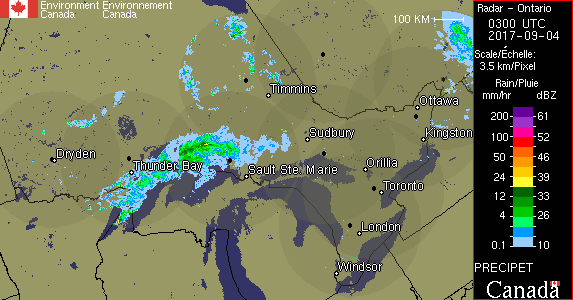 Environment Environnement
Canada Canada
100 KM
Timmins
Ottawa
Sudbury
Kingston
Dryden
Thunder Bay
Sault Ste. Marie
Orillia
Toronto
London
Windsor
Radar - Ontario
0300 UTC
2017-09-04
Scale/Échelle:
3.5 km/Pixel
Rain/Pluie
mm/hr dBZ
200 61
100 52
50 46
24 39
12 33
4 26
0.1 10
PRECIPET
Canada